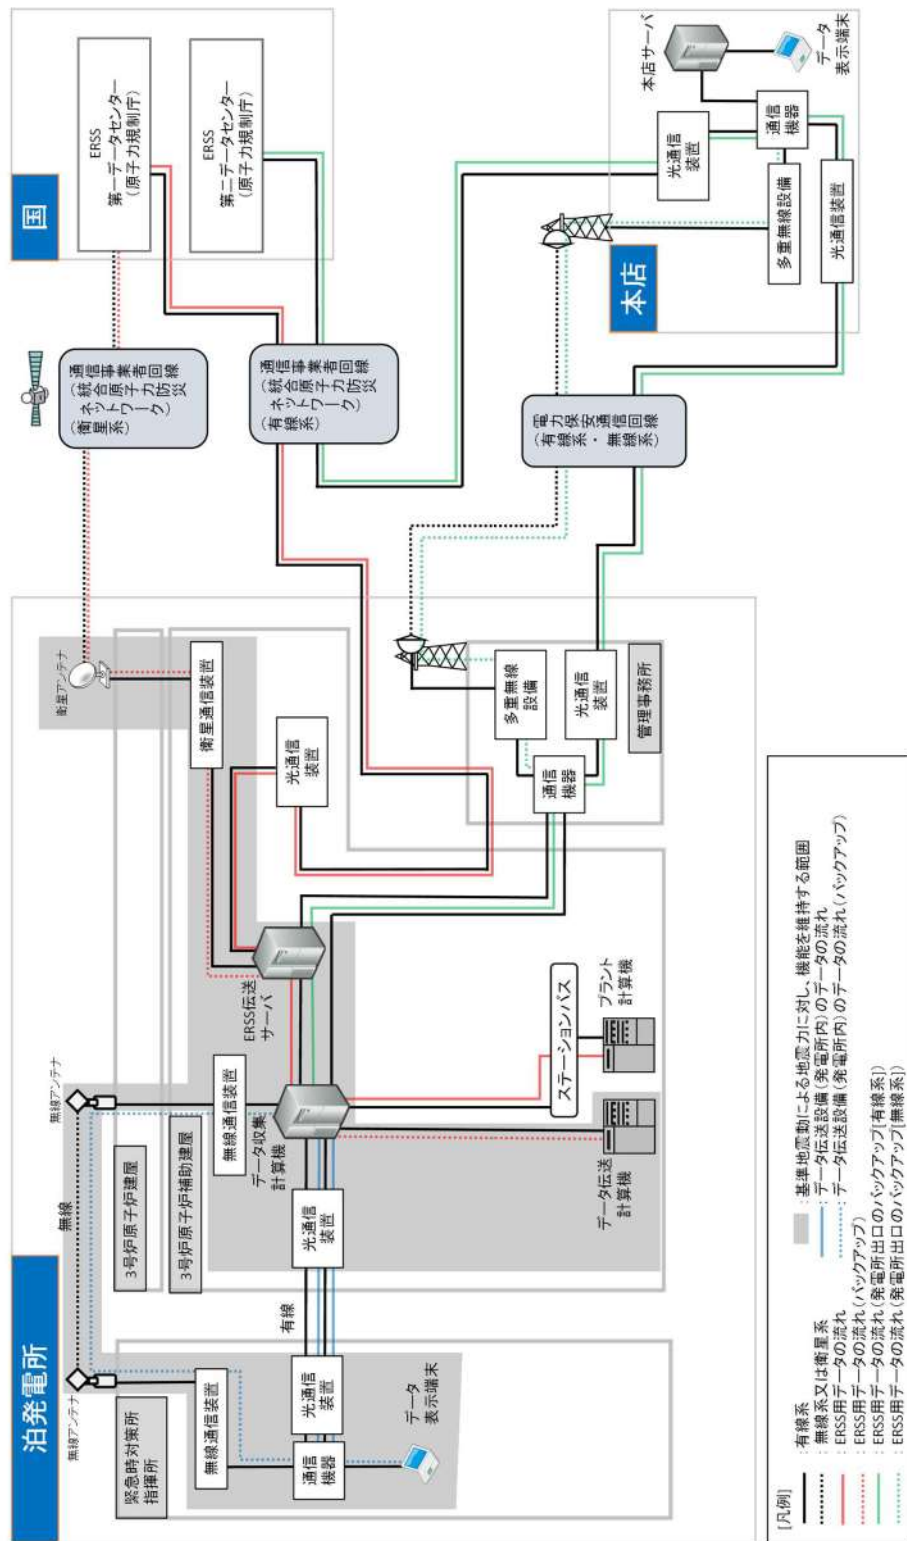 泊発電所
緊急時対策所
指揮所
無線アンテナ
無線通信装置
通信
機器
光通信
装置
データ
表示端末
無線
有線
3号炉原子炉建屋
3号炉原子炉補助建屋
無線アンテナ
無線通信装置
データ収集
計算機
光通信
装置
データ伝送
計算機
ステーションバス
プラント
計算機
ERSS伝送
サーバ
衛星アンテナ
衛星通信装置
光通信
装置
通信
機器
多重無線
設備
光通信
装置
管理事務所
通信事業者回線
(統合原子力防災
ネットワーク)
(衛星系)
通信事業者回線
(統合原子力防災
ネットワーク)
(有線系)
電力保安通信回線
(有線系・無線系)
国
ERSS
第一データセンター
(原子力規制庁)
ERSS
第二データセンター
(原子力規制庁)
本店
光通信
装置
多重無線設備
光通信装置
通信
機器
本店サーバ
データ
表示端末
[凡例]
:有線系
:無線系又は衛星系
:ERSS用データの流れ
:ERSS用データの流れ(バックアップ)
:ERSS用データの流れ(発電所出口のバックアップ[有線系])
:ERSS用データの流れ(発電所出口のバックアップ[無線系])
:基準地震動による地震力に対し、機能を維持する範囲
:データ伝送設備(発電所内)のデータの流れ
:データ伝送設備(発電所内)のデータの流れ(バックアップ)